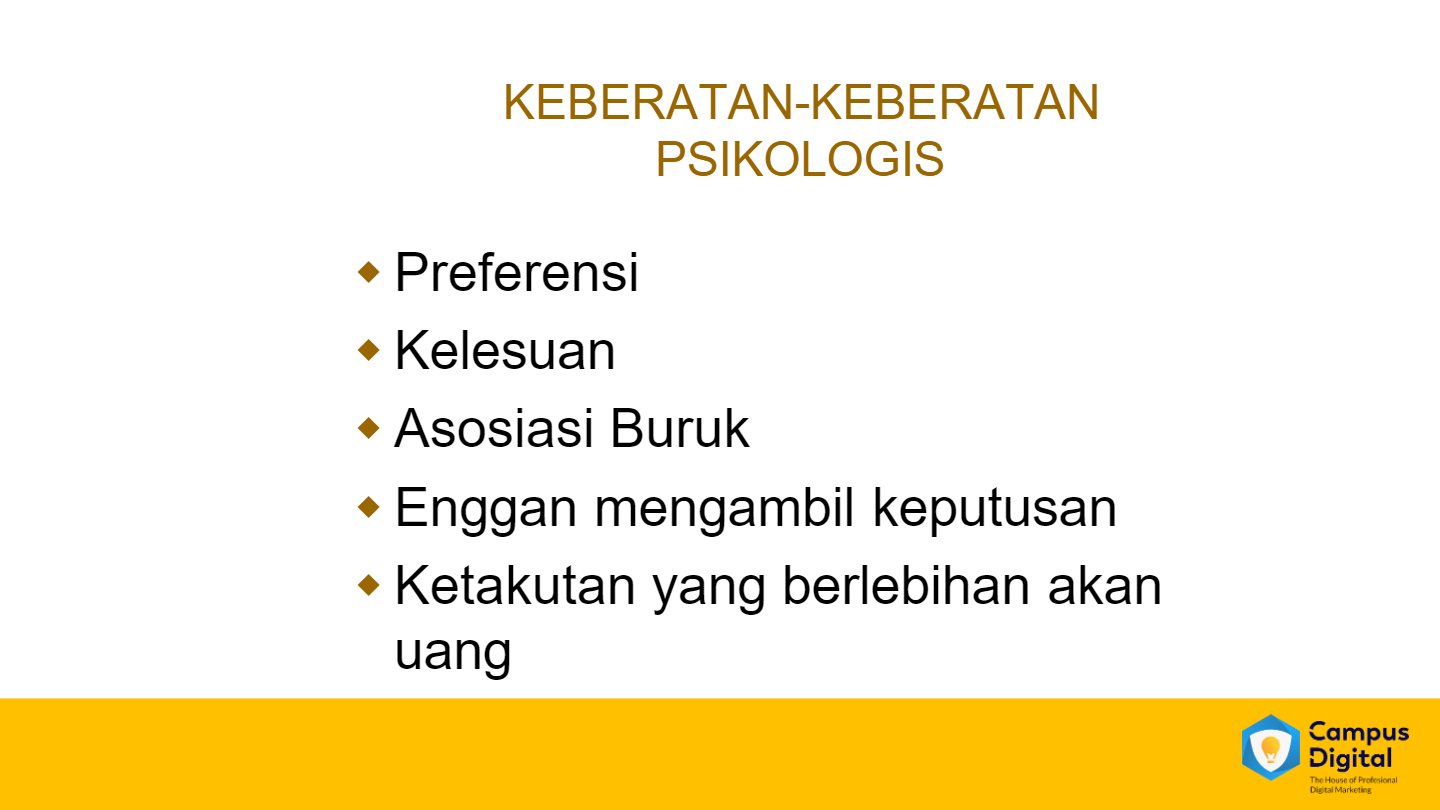 KEBERATAN-KEBERATAN
PSIKOLOGIS
Preferensi
Kelesuan
Asosiasi Buruk
Enggan mengambil keputusan
Ketakutan yang berlebihan akan
uang
Campus
Digital
The House of Profesional
Digital Marketing